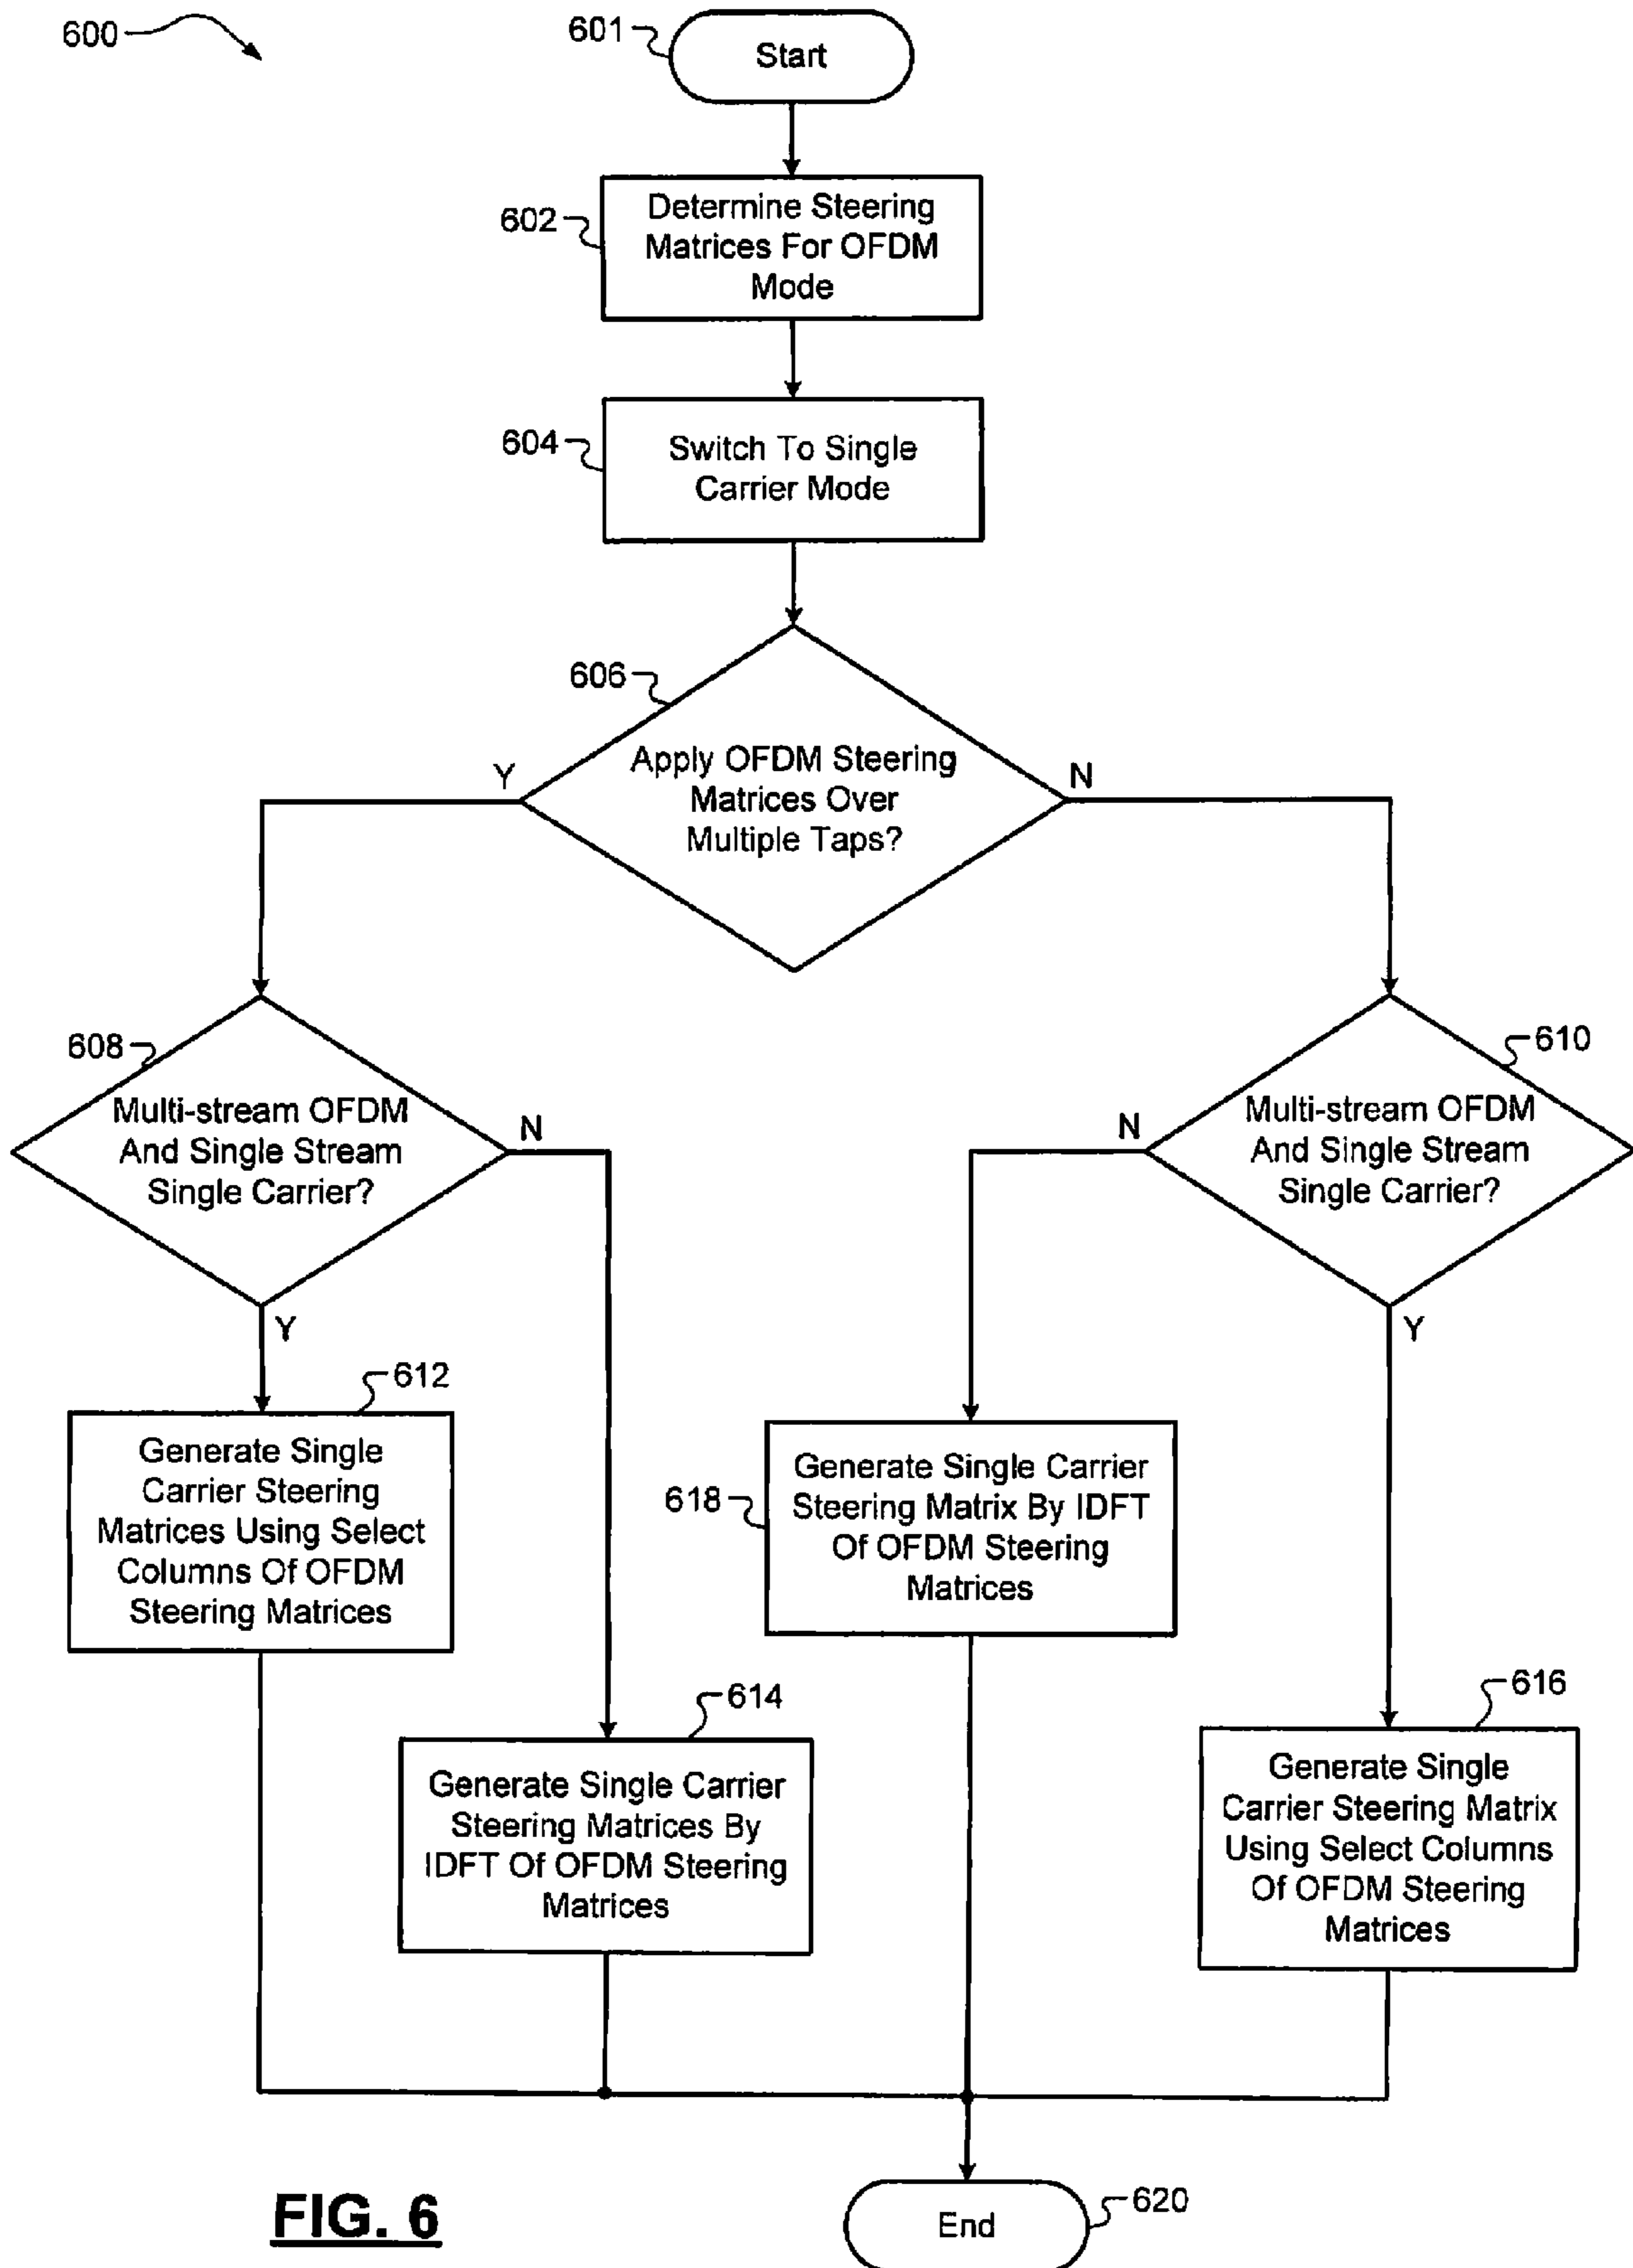 600
601
Start
602
Determine Steering
Matrices For OFDM
Mode
604
Switch To Single
Carrier Mode
606
Apply OFDM Steering
Matrices Over
Multiple Taps?
Y
N
608
Multi-stream OFDM
And Single Stream
Single Carrier?
N
Y
610
Multi-stream OFDM
And Single Stream
Single Carrier?
N
Y
612
Generate Single
Carrier Steering
Matrices Using Select
Columns Of OFDM
Steering Matrices
618
Generate Single Carrier
Steering Matrix By IDFT
Of OFDM Steering
Matrices
614
Generate Single Carrier
Steering Matrices By
IDFT Of OFDM Steering
Matrices
616
Generate Single
Carrier Steering Matrix
Using Select Columns
Of OFDM Steering
Matrices
620
End
FIG. 6